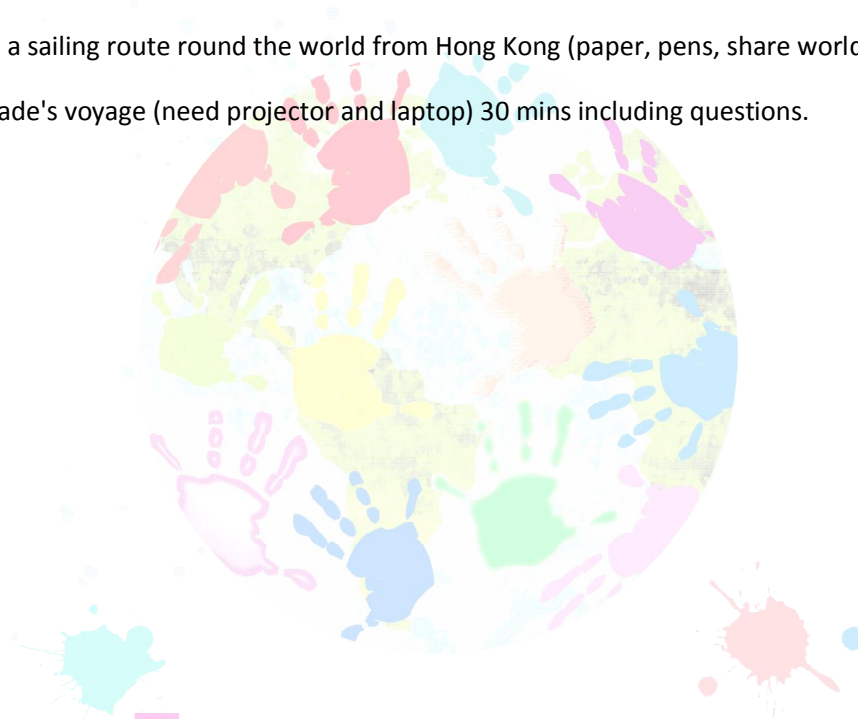 a sailing route round the world from Hong Kong (paper, pens, share world
ade's voyage (need projector and laptop) 30 mins including questions.